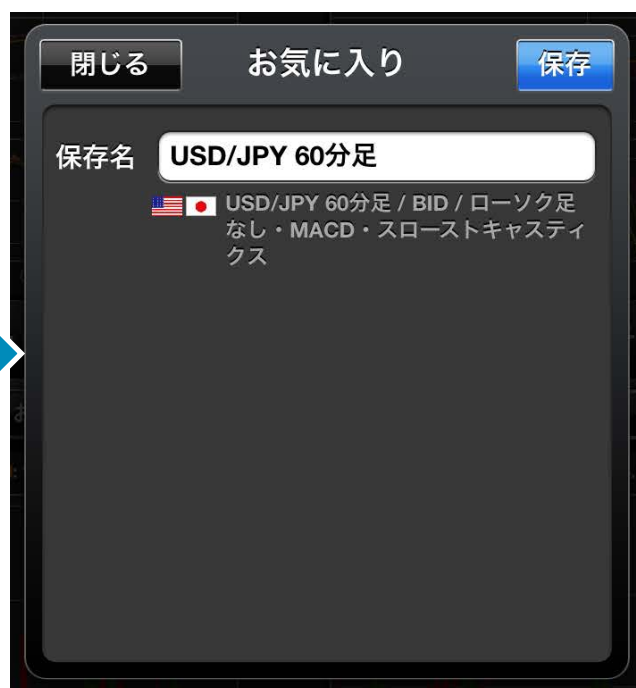 閉じる お気に入り 保存
保存名 USD/JPY 60分足
USD/JPY 60分足 / BID / ローソク足
なし・MACD・スローストキャスティ
クス